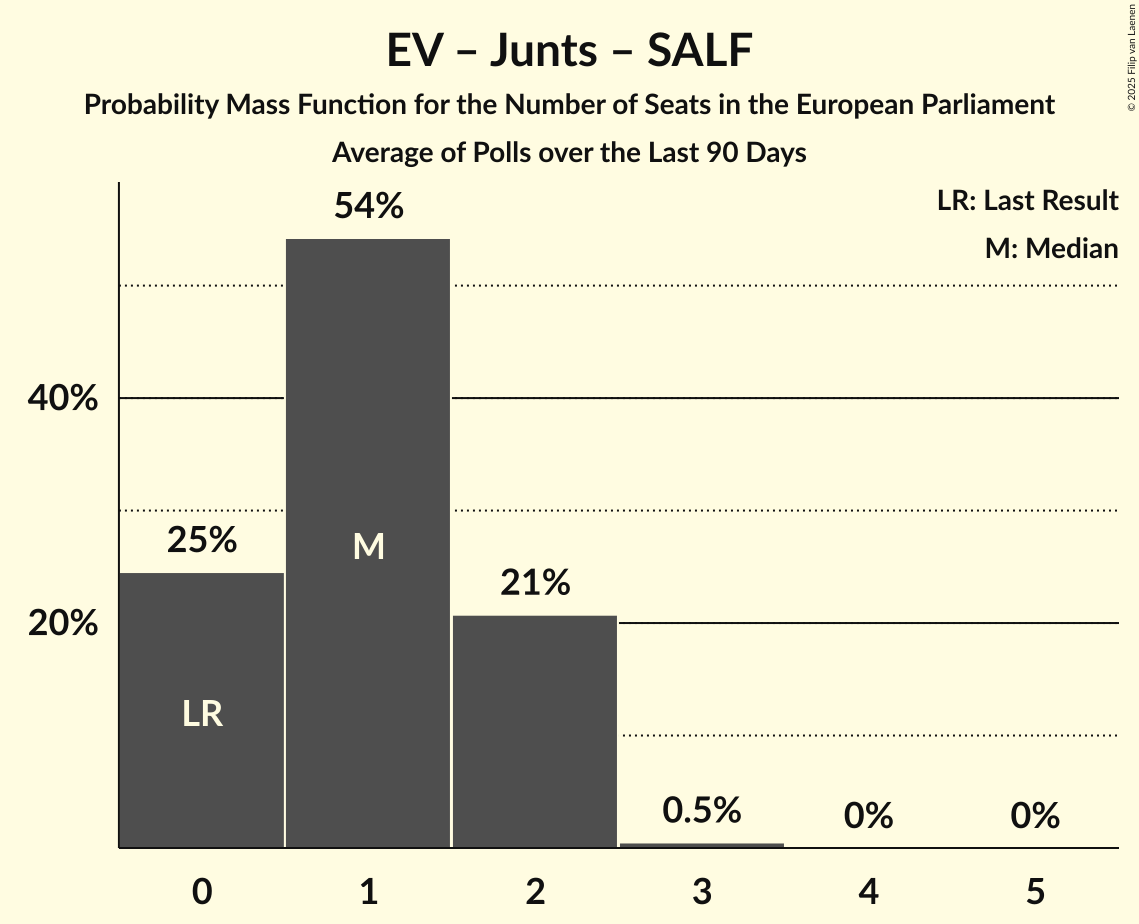 EV – Junts – SALF
Probability Mass Function for the Number of Seats in the European Parliament
Average of Polls over the Last 90 Days
© 2025 Filip van Laenen
LR: Last Result
M: Median
54%
40%
25%
M
21%
20%
LR
0.5%
0%
0%
0 1 2 3 4 5